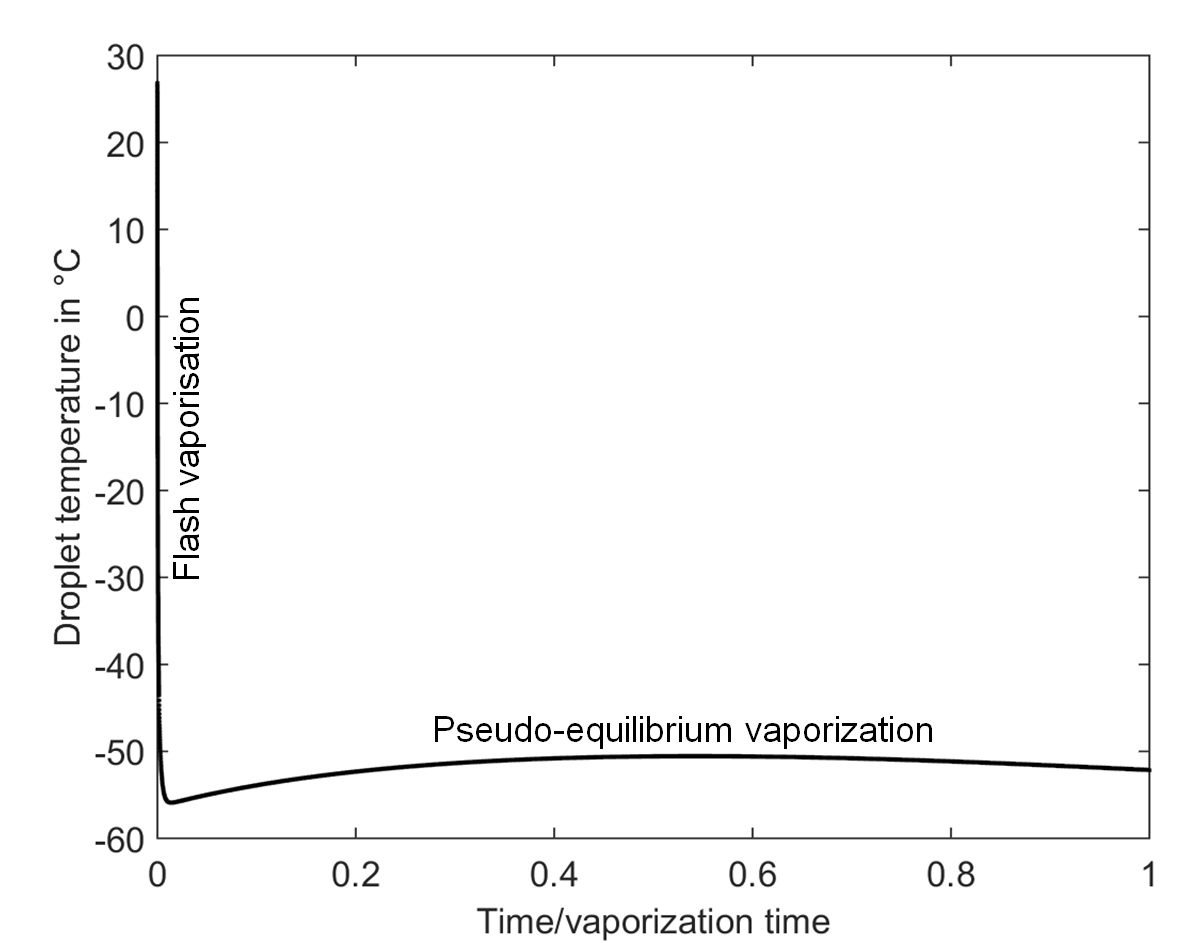 30
20
10
0
-10
-20
-30
-40
-50
-60
Droplet temperature in °C
Flash vaporisation
Pseudo-equilibrium vaporization
0 0.2 0.4 0.6 0.8 1
Time/vaporization time